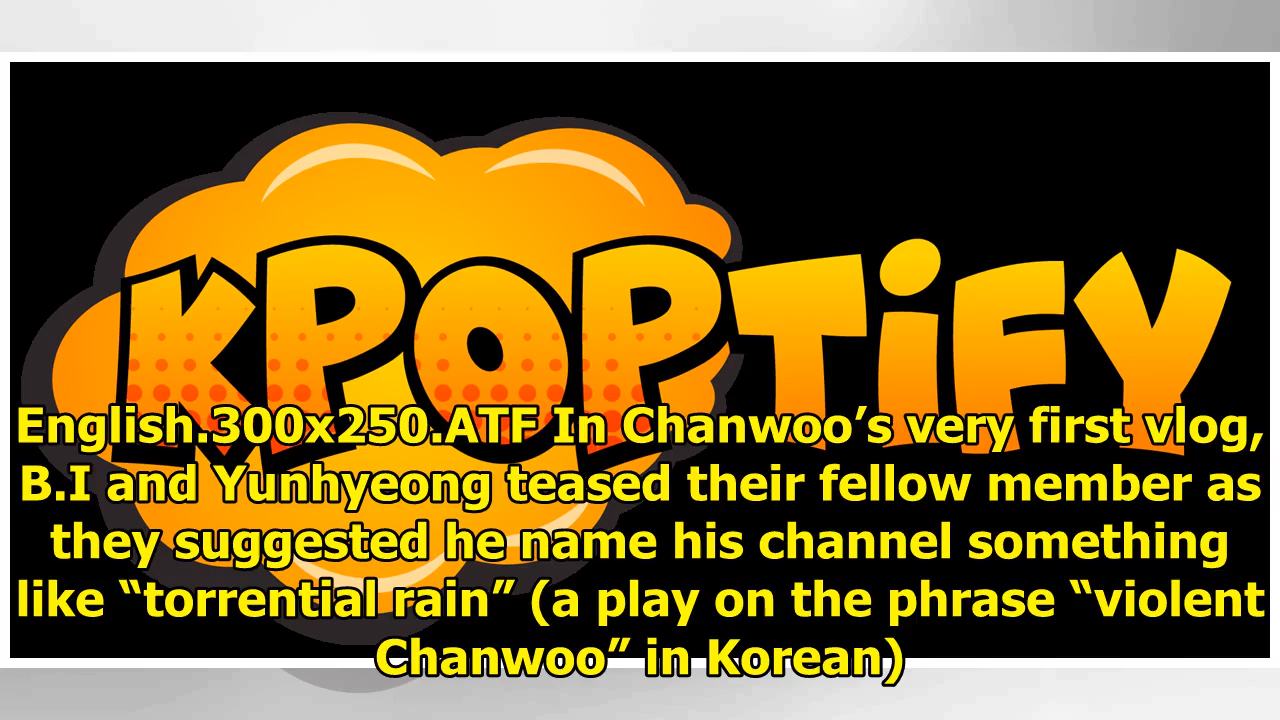 KPOPTiFY
English.300x250.ATF In Chanwoo’s very first vlog,
B.I and Yunhyeong teased their fellow member as
they suggested he name his channel something
like “torrential rain” (a play on the phrase “violent
Chanwoo” in Korean)